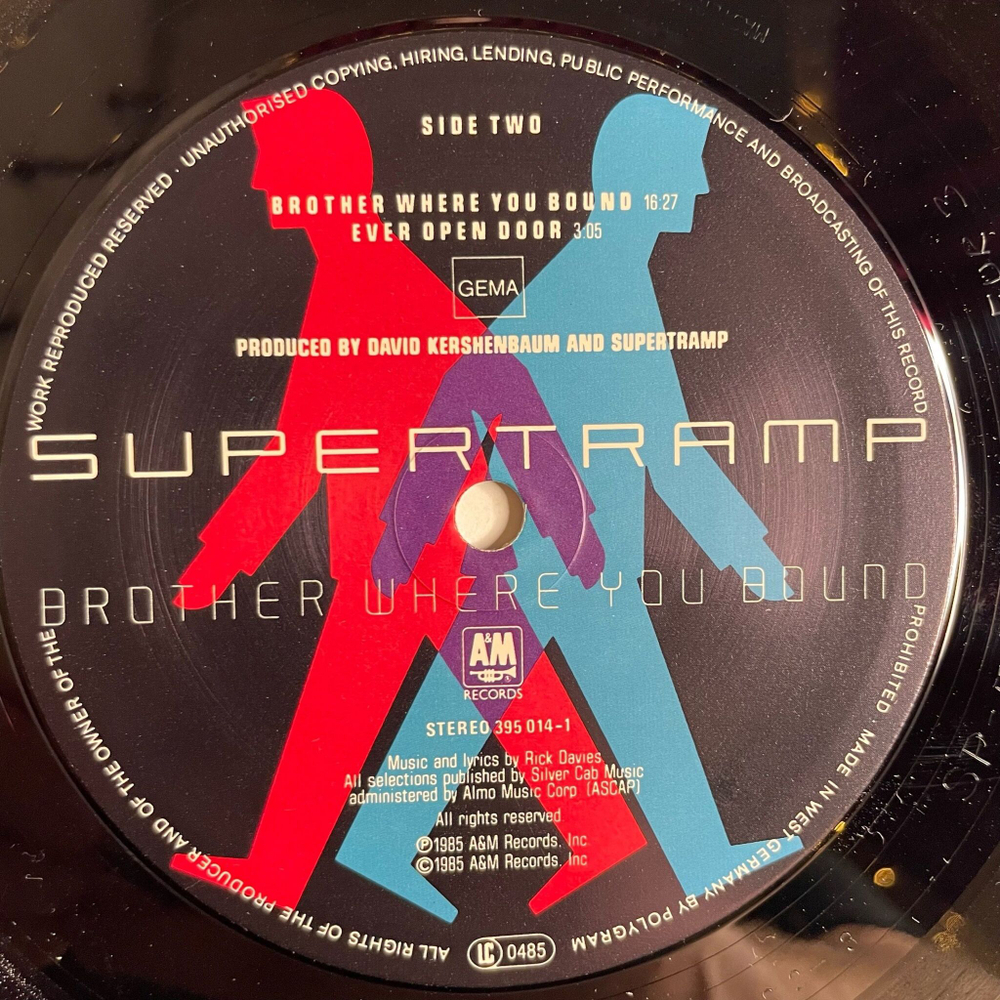 SIDE TWO
BROTHER WHERE YOU BOUND 16:27
EVER OPEN DOOR 3:05
GEMA
PRODUCED BY DAVID KERSHENBAUM AND SUPERTRAMP
SUPERTRAMP
BROTHER WHERE YOU BOUND
A&M
RECORDS
STEREO 395 014-1
Music and lyrics by Rick Davies
All selections published by Silver Cab Music
administered by Almo Music Corp (ASCAP)
All rights reserved
℗1985 A&M Records, Inc.
©1985 A&M Records, Inc
LC 0485
ALL RIGHTS OF THE PRODUCER AND OF THE OWNER OF THE WORK REPRODUCED RESERVED · UNAUTHORISED COPYING, HIRING, LENDING, PUBLIC PERFORMANCE AND BROADCASTING OF THIS RECORD PROHIBITED · MADE IN WEST GERMANY BY POLYGRAM